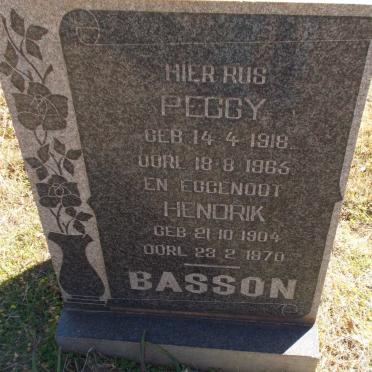 HIER RUS
PEGGY
GEB 14·4·1918
OORL 18·8·1965
EN EGGENOOT
HENDRIK
GEB 21·10·1904
OORL 23·2·1970
BASSON